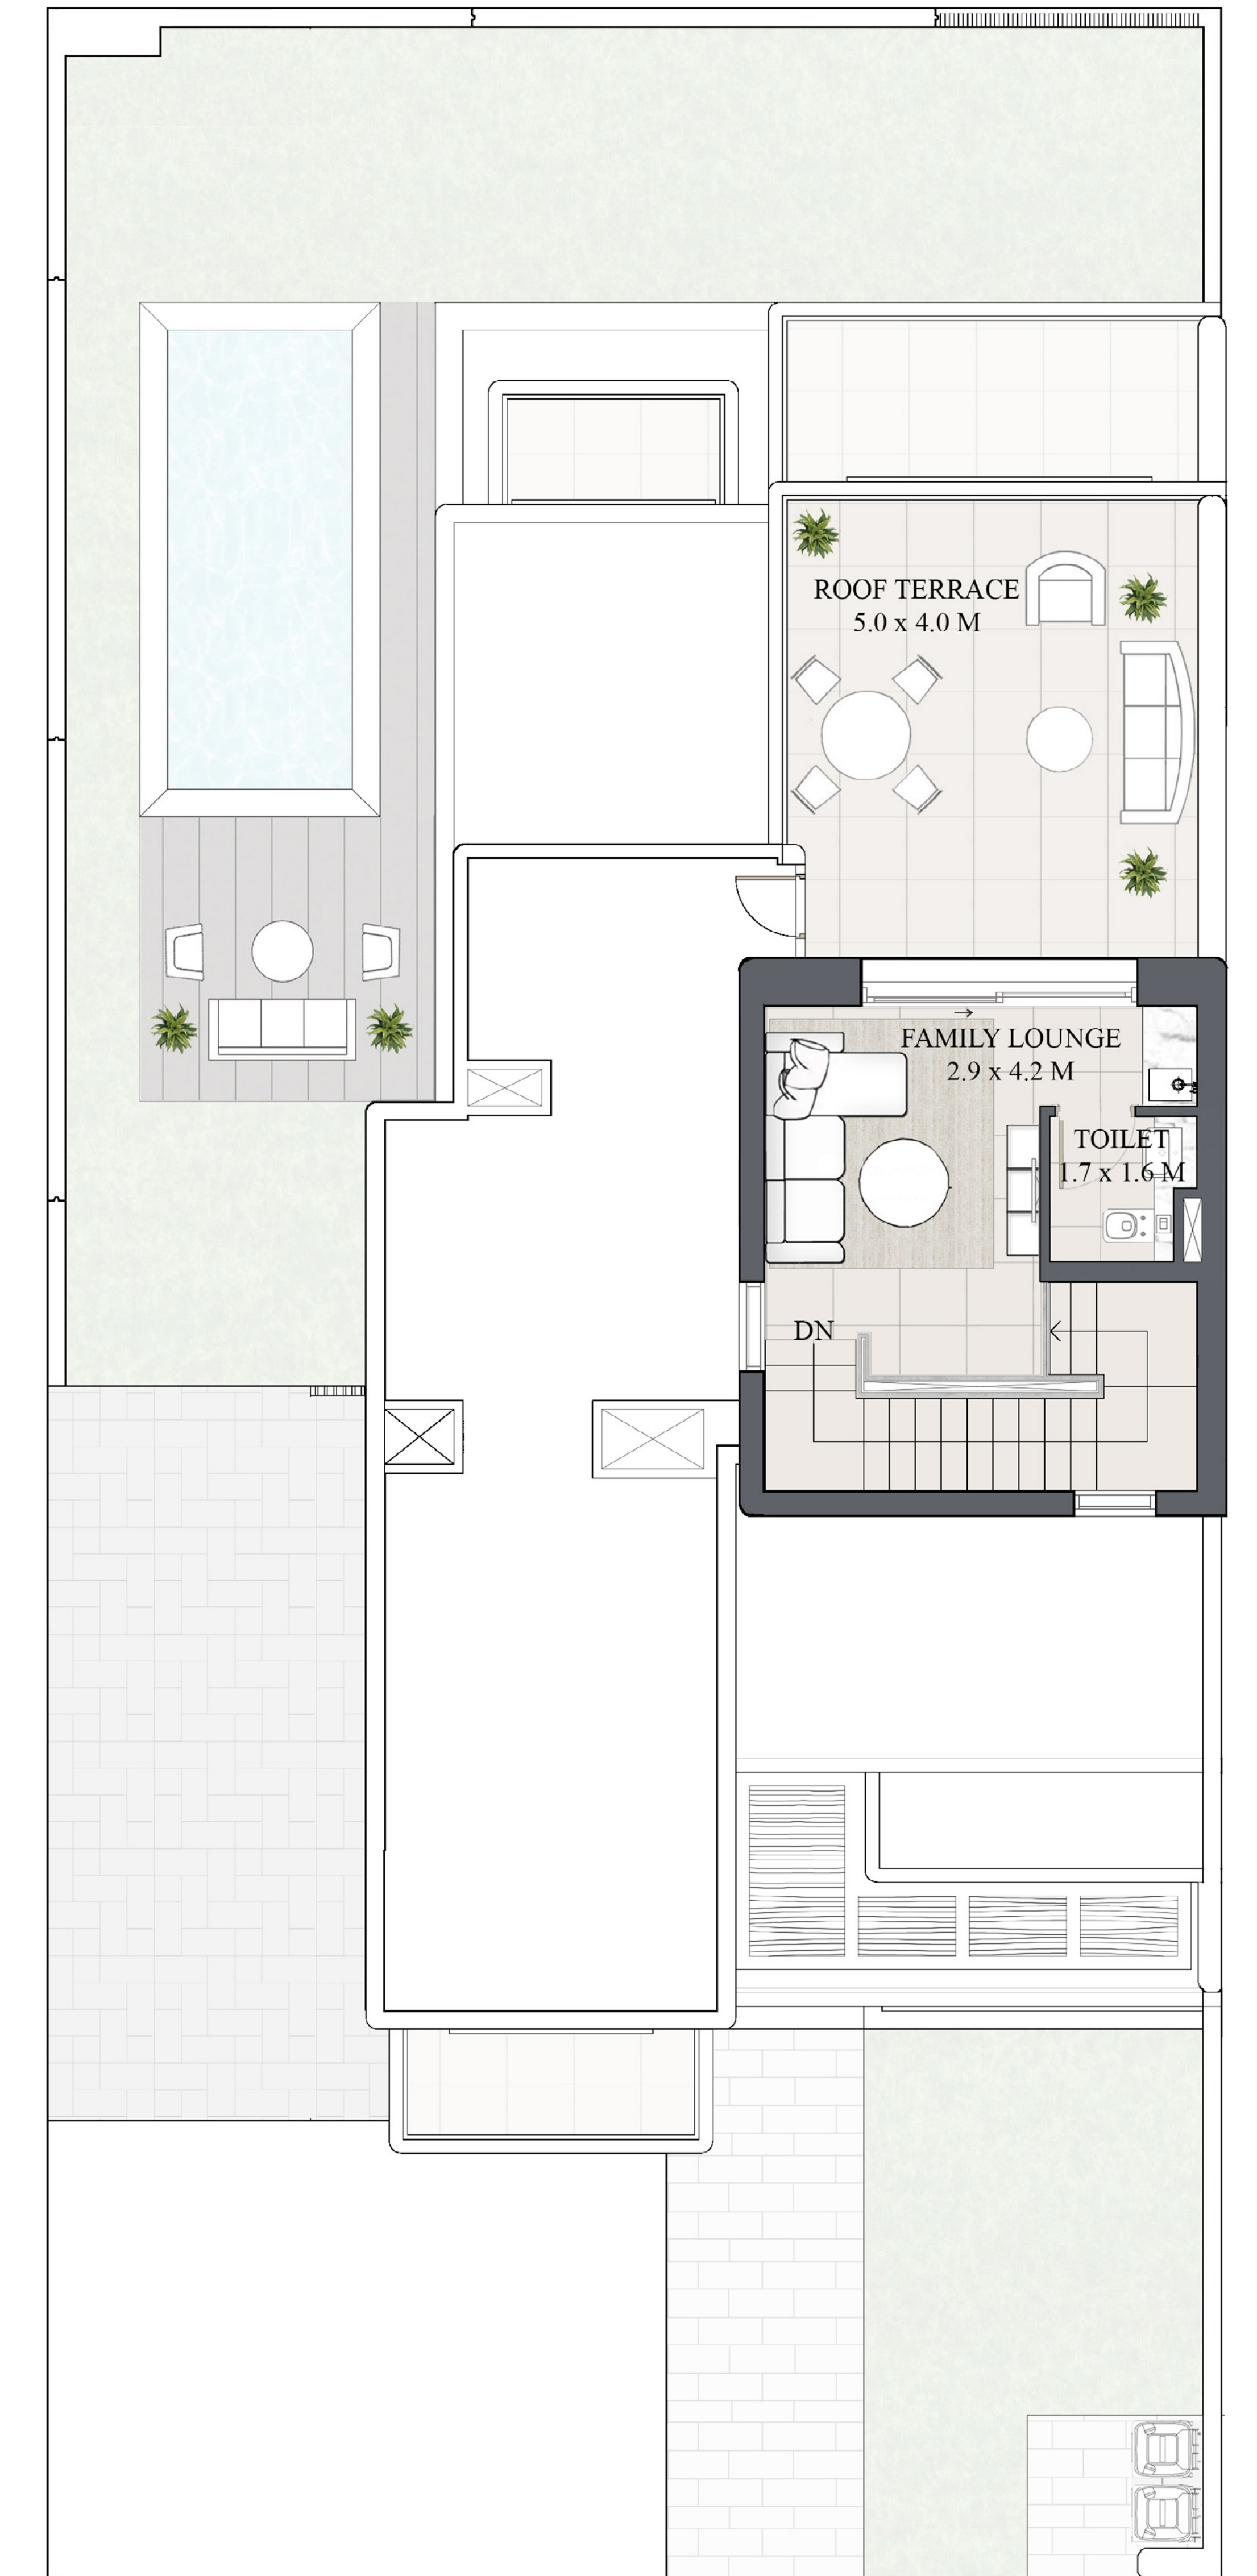 ROOF TERRACE
5.0 x 4.0 M
FAMILY LOUNGE
2.9 x 4.2 M
TOILET
1.7 x 1.6 M
DN